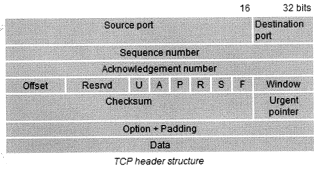 16 32 bits
Source port Destination port
Sequence number
Acknowledgement number
Offset Resrvd U A P R S F Window
Checksum Urgent pointer
Option + Padding
Data
TCP header structure